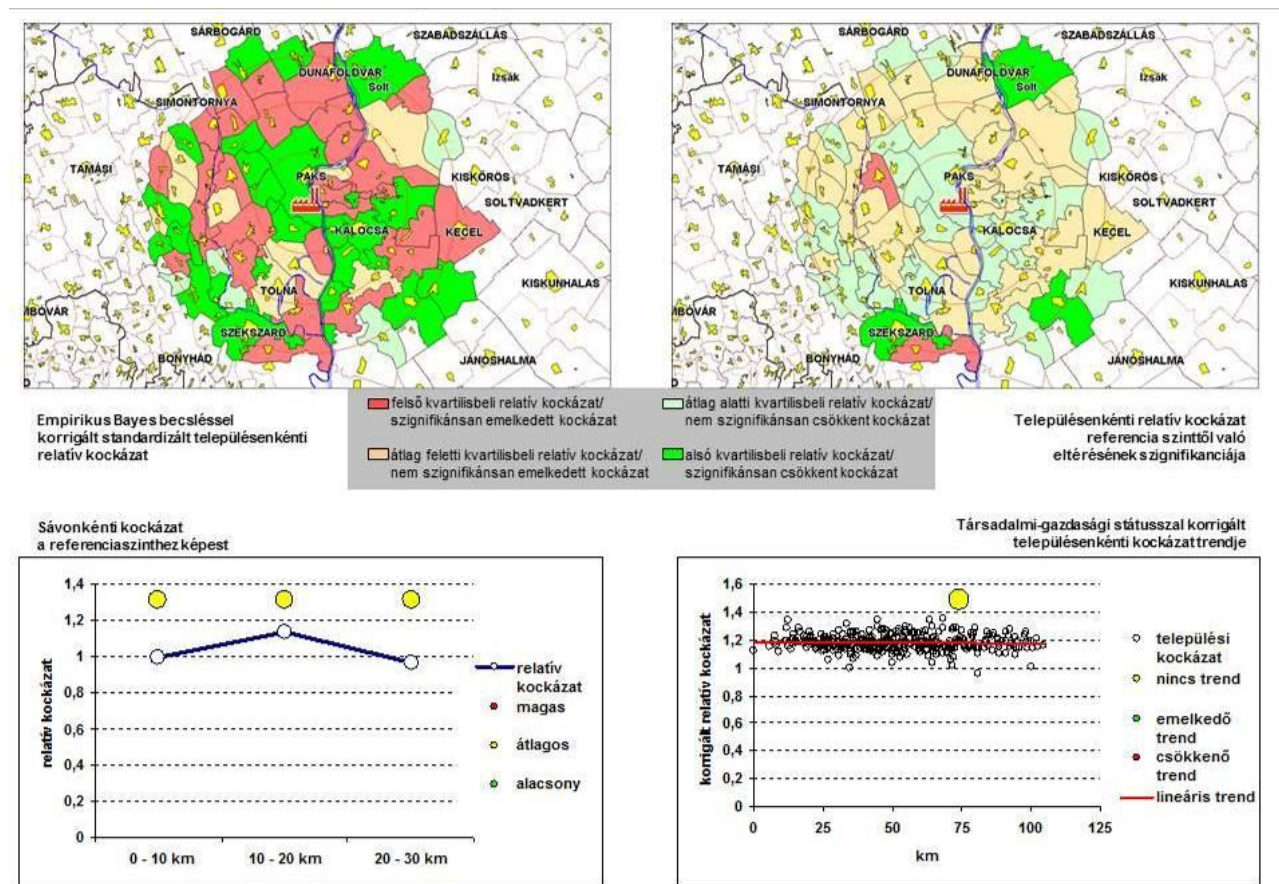 SÁRBOGÁRD
SZABADSZÁLLÁS
DUNAFÖLDVÁR
Izsák
Solt
SIMONTORNYA
TAMÁSI
PAKS
KISKŐRÖS
SOLTVADKERT
KALOCSA
KECEL
TOLNA
KISKUNHALAS
MBOVÁR
SZEKSZÁRD
BONYHÁD
JÁNOSHALMA
SÁRBOGÁRD
SZABADSZÁLLÁS
DUNAFÖLDVÁR
Izsák
Solt
SIMONTORNYA
TAMÁSI
PAKS
KISKŐRÖS
SOLTVADKERT
KALOCSA
KECEL
TOLNA
KISKUNHALAS
MBOVÁR
SZEKSZÁRD
BONYHÁD
JÁNOSHALMA
Empirikus Bayes becsléssel
korrigált standardizált településenkénti
relatív kockázat
felső kvartilisbeli relatív kockázat/
szignifikánsan emelkedett kockázat
átlag feletti kvartilisbeli relatív kockázat/
nem szignifikánsan emelkedett kockázat
átlag alatti kvartilisbeli relatív kockázat/
nem szignifikánsan csökkent kockázat
alsó kvartilisbeli relatív kockázat/
szignifikánsan csökkent kockázat
Településenkénti relatív kockázat
referencia szinttől való
eltérésének szignifikanciája
Sávonkénti kockázat
a referenciaszinthez képest
relatív kockázat
1,4
1,2
1
0,8
0,6
0,4
0,2
0
0 - 10 km 10 - 20 km 20 - 30 km
relatív
kockázat
magas
átlagos
alacsony
Társadalmi-gazdasági státusszal korrigált
településenkénti kockázat trendje
korrigált relatív kockázat
1,6
1,4
1,2
1
0,8
0,6
0,4
0,2
0
0 25 50 75 100 125
km
települési
kockázat
nincs trend
emelkedő
trend
csökkenő
trend
lineáris trend